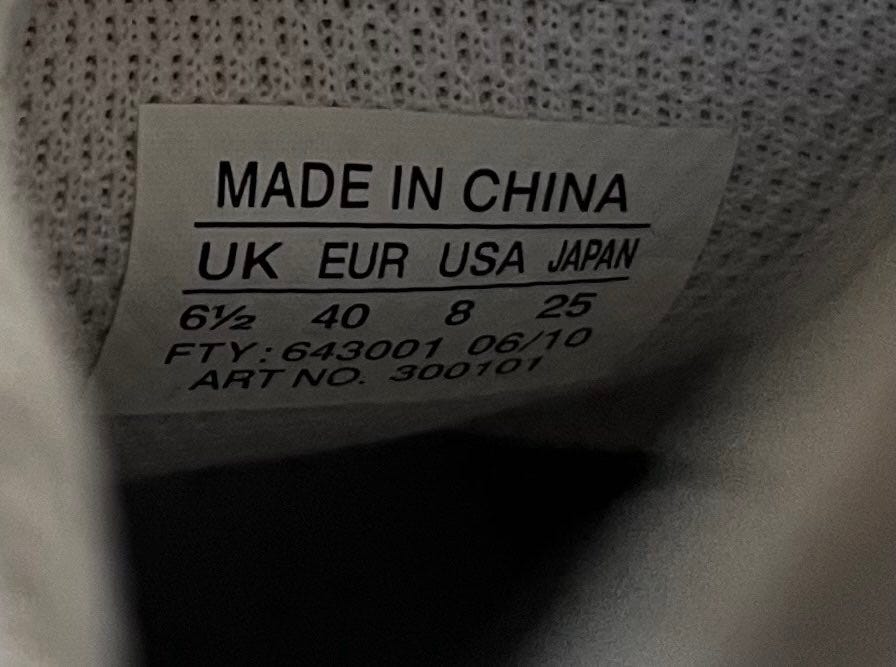 MADE IN CHINA
UK EUR USA JAPAN
6½ 40 8 25
FTY: 643001 06/10
ART NO. 300101